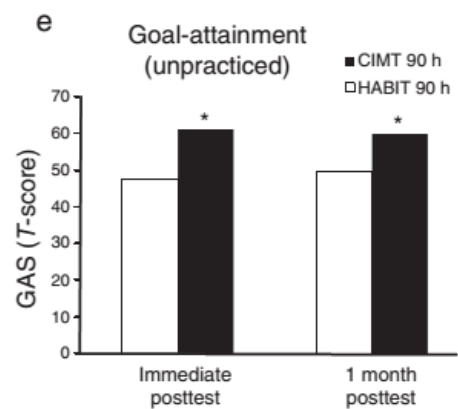 e
Goal-attainment
(unpracticed)
■CIMT 90 h
□HABIT 90 h
GAS (T-score)
70
60
50
40
30
20
10
0
*
*
Immediate
posttest
1 month
posttest